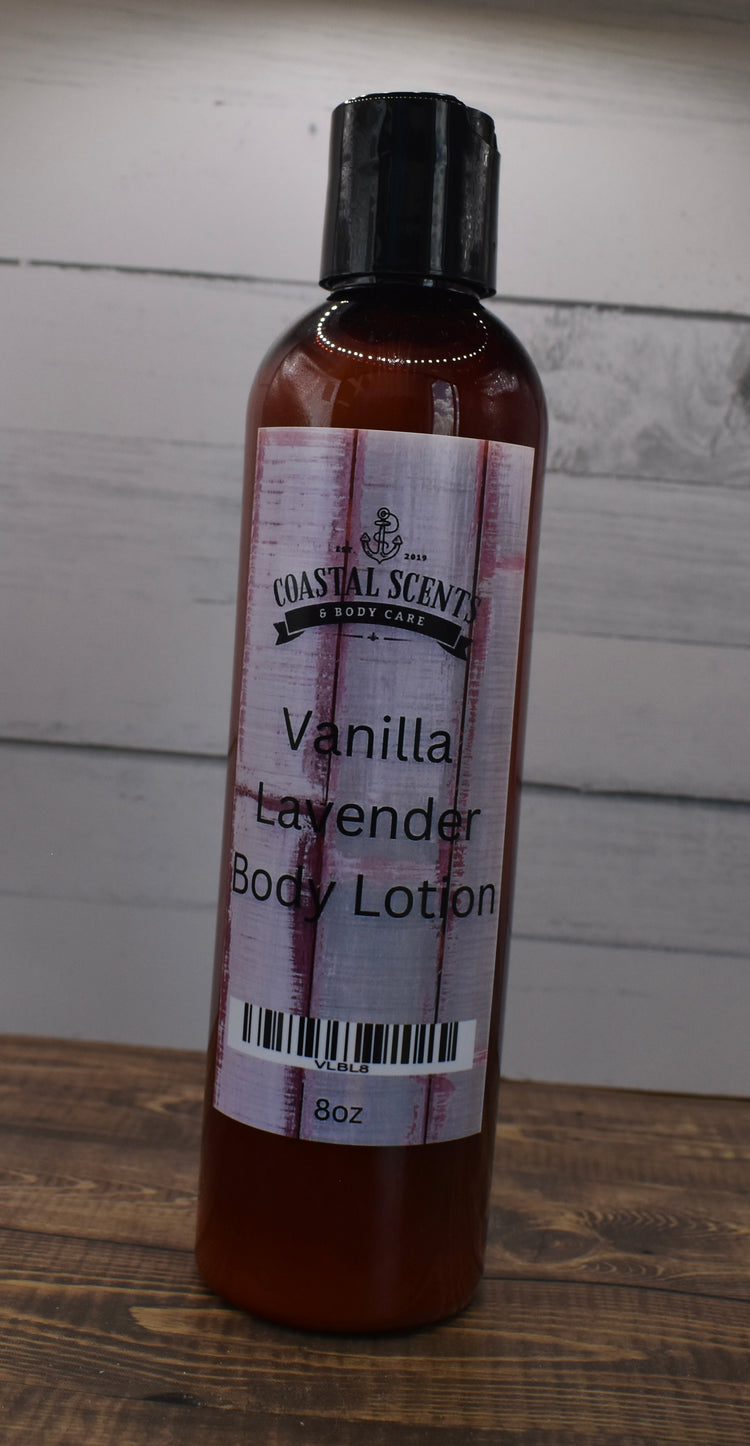 EST. 2019
COASTAL SCENTS
& BODY CARE
Vanilla
Lavender
Body Lotion
VLBL8
8oz